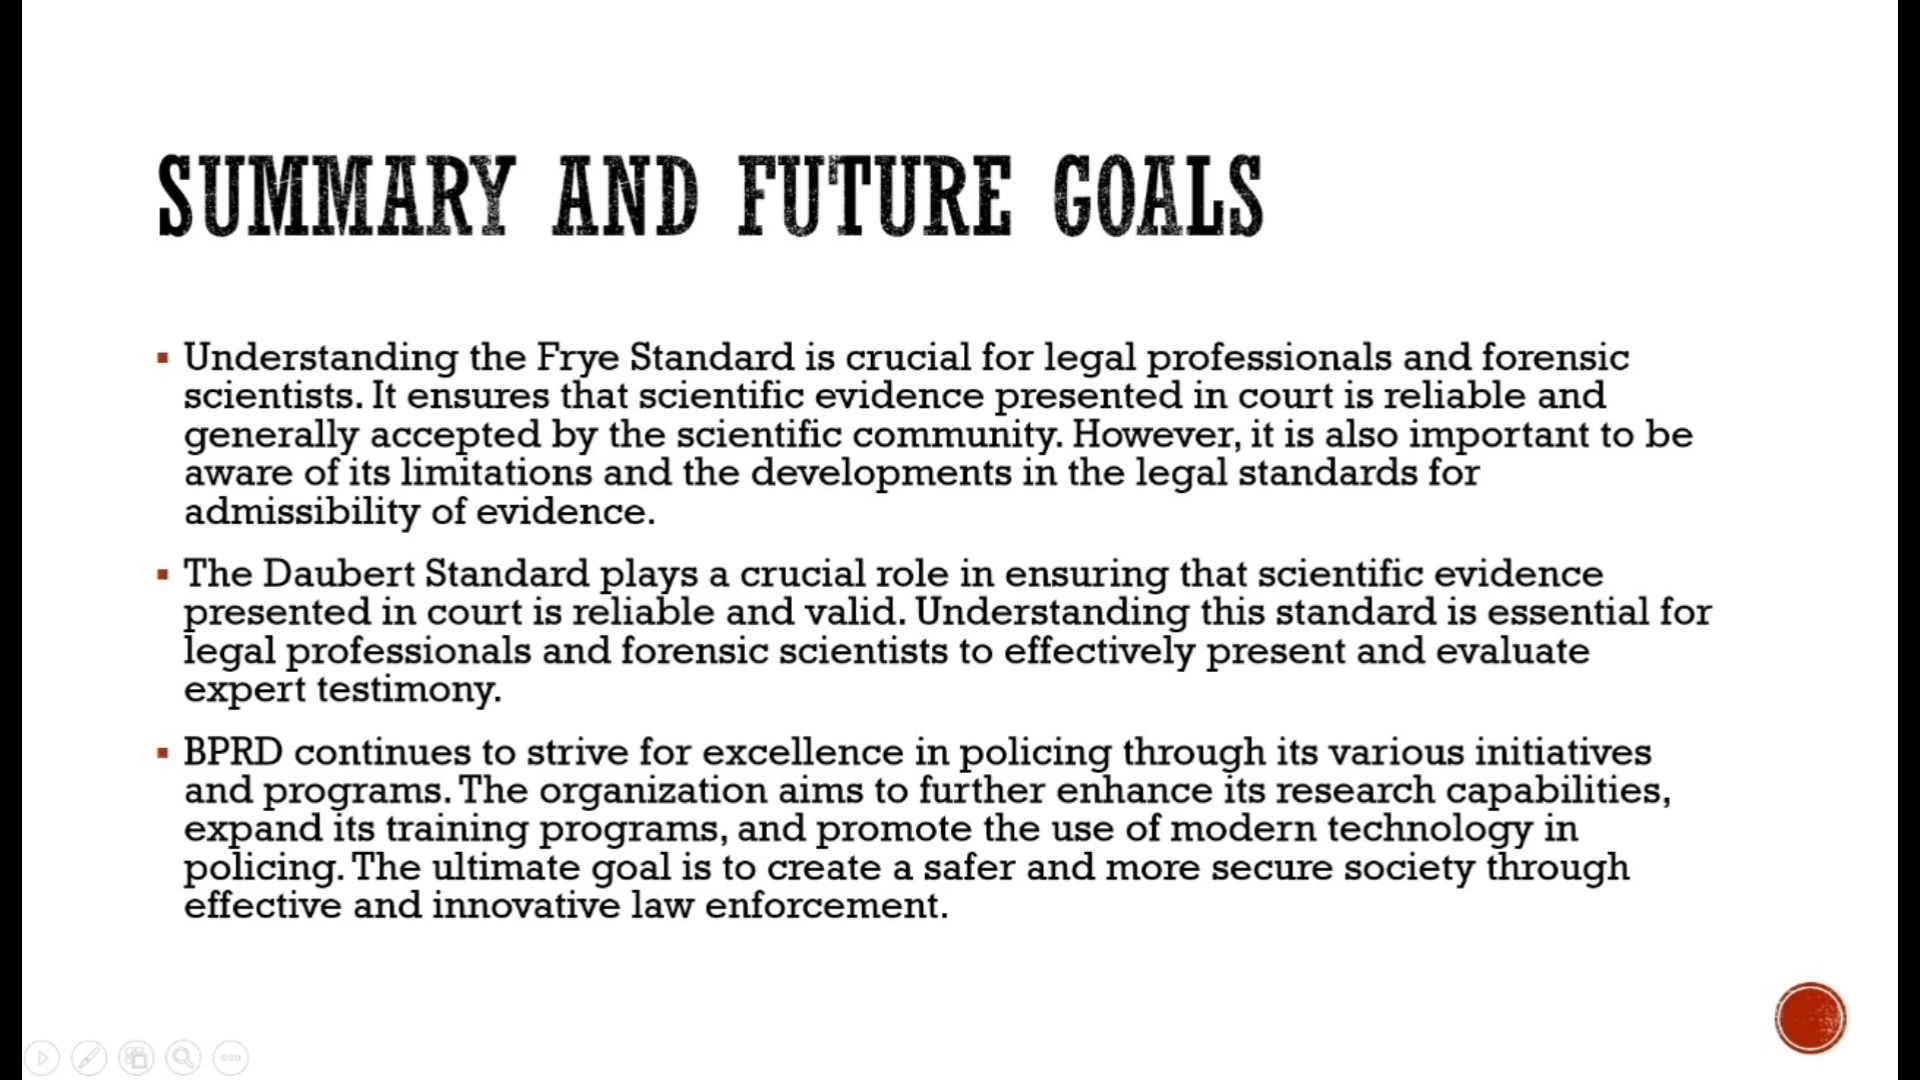 SUMMARY AND FUTURE GOALS
Understanding the Frye Standard is crucial for legal professionals and forensic
scientists. It ensures that scientific evidence presented in court is reliable and
generally accepted by the scientific community. However, it is also important to be
aware of its limitations and the developments in the legal standards for
admissibility of evidence.
The Daubert Standard plays a crucial role in ensuring that scientific evidence
presented in court is reliable and valid. Understanding this standard is essential for
legal professionals and forensic scientists to effectively present and evaluate
expert testimony.
BPRD continues to strive for excellence in policing through its various initiatives
and programs. The organization aims to further enhance its research capabilities,
expand its training programs, and promote the use of modern technology in
policing. The ultimate goal is to create a safer and more secure society through
effective and innovative law enforcement.